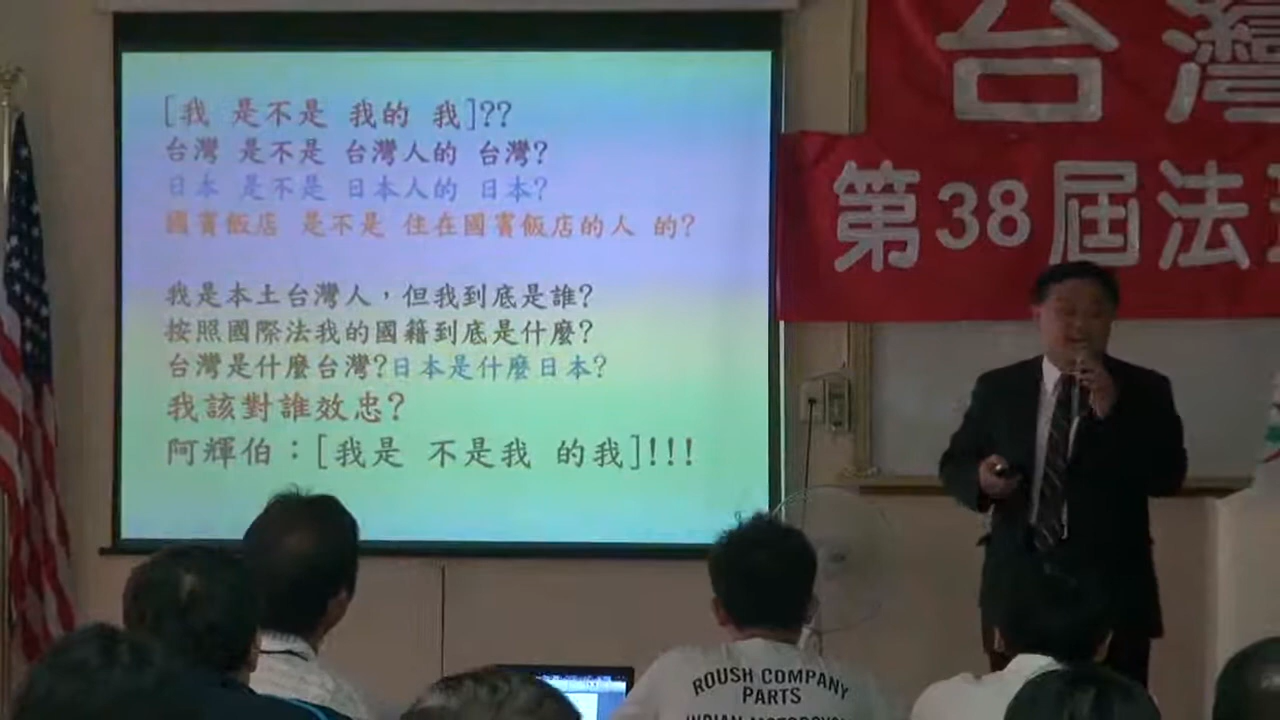 [我 是不是 我的 我]??
台灣 是不是 台灣人的 台灣?
日本 是不是 日本人的 日本?
國賓飯店 是不是 住在國賓飯店的人 的?
我是本土台灣人，但我到底是誰?
按照國際法我的國籍到底是什麼?
台灣是什麼台灣?日本是什麼日本?
我該對誰效忠?
阿輝伯：[我是 不是我 的我]!!!
台灣
第38屆法
ROUSH COMPANY
PARTS